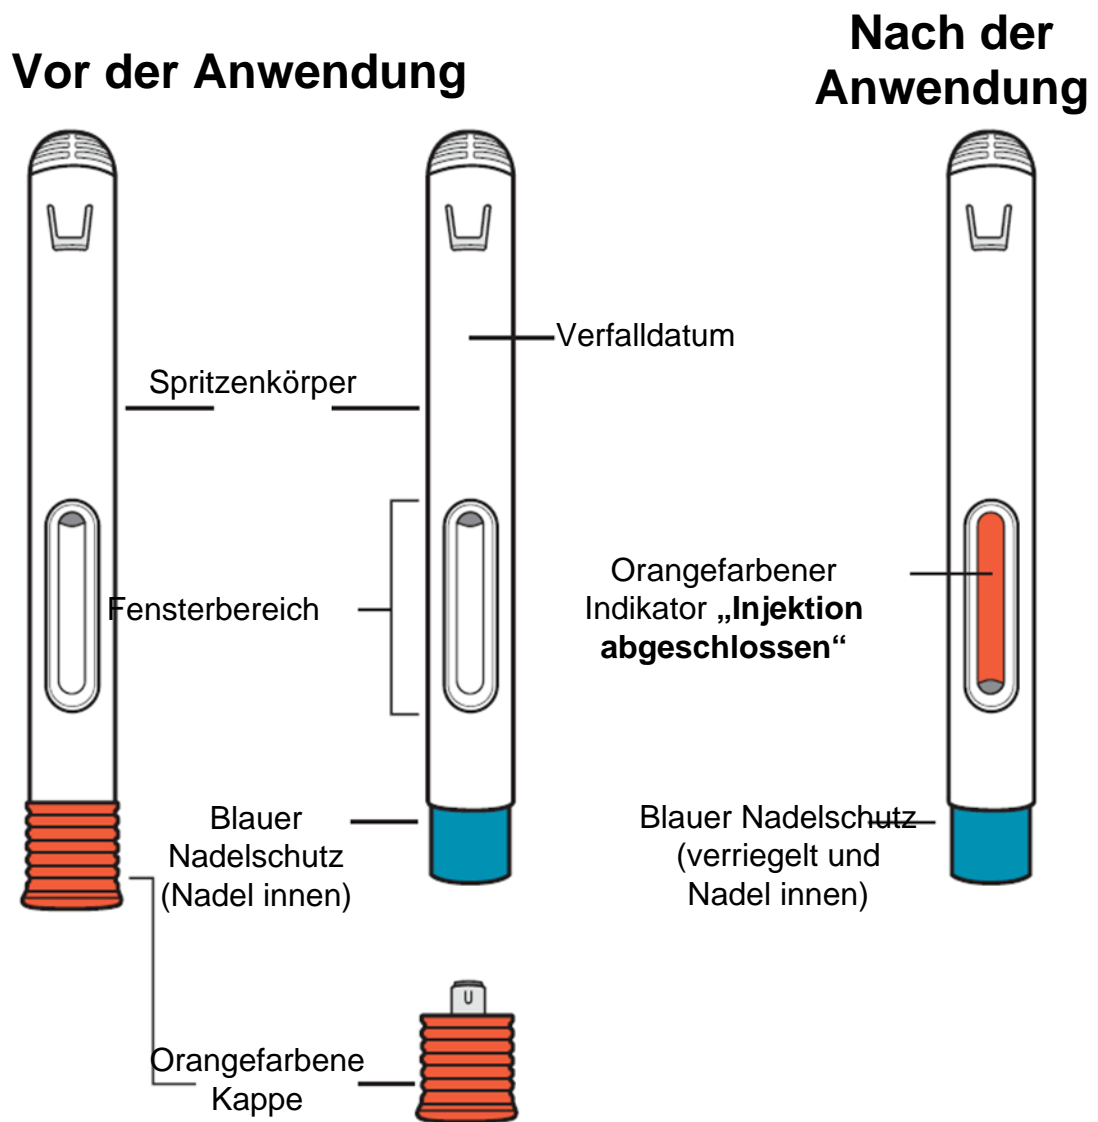 Vor der Anwendung
Nach der
Anwendung
Verfalldatum
Spritzenkörper
Fensterbereich
Orangefarbener
Indikator „Injektion
abgeschlossen“
Blauer
Nadelschutz
(Nadel innen)
Blauer Nadelschutz
(verriegelt und
Nadel innen)
Orangefarbene
Kappe